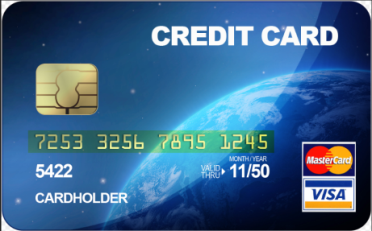 CREDIT CARD
7253 3256 7895 1245
MONTH/YEAR
5422 VALID THRU 11/50
CARDHOLDER
MasterCard
VISA